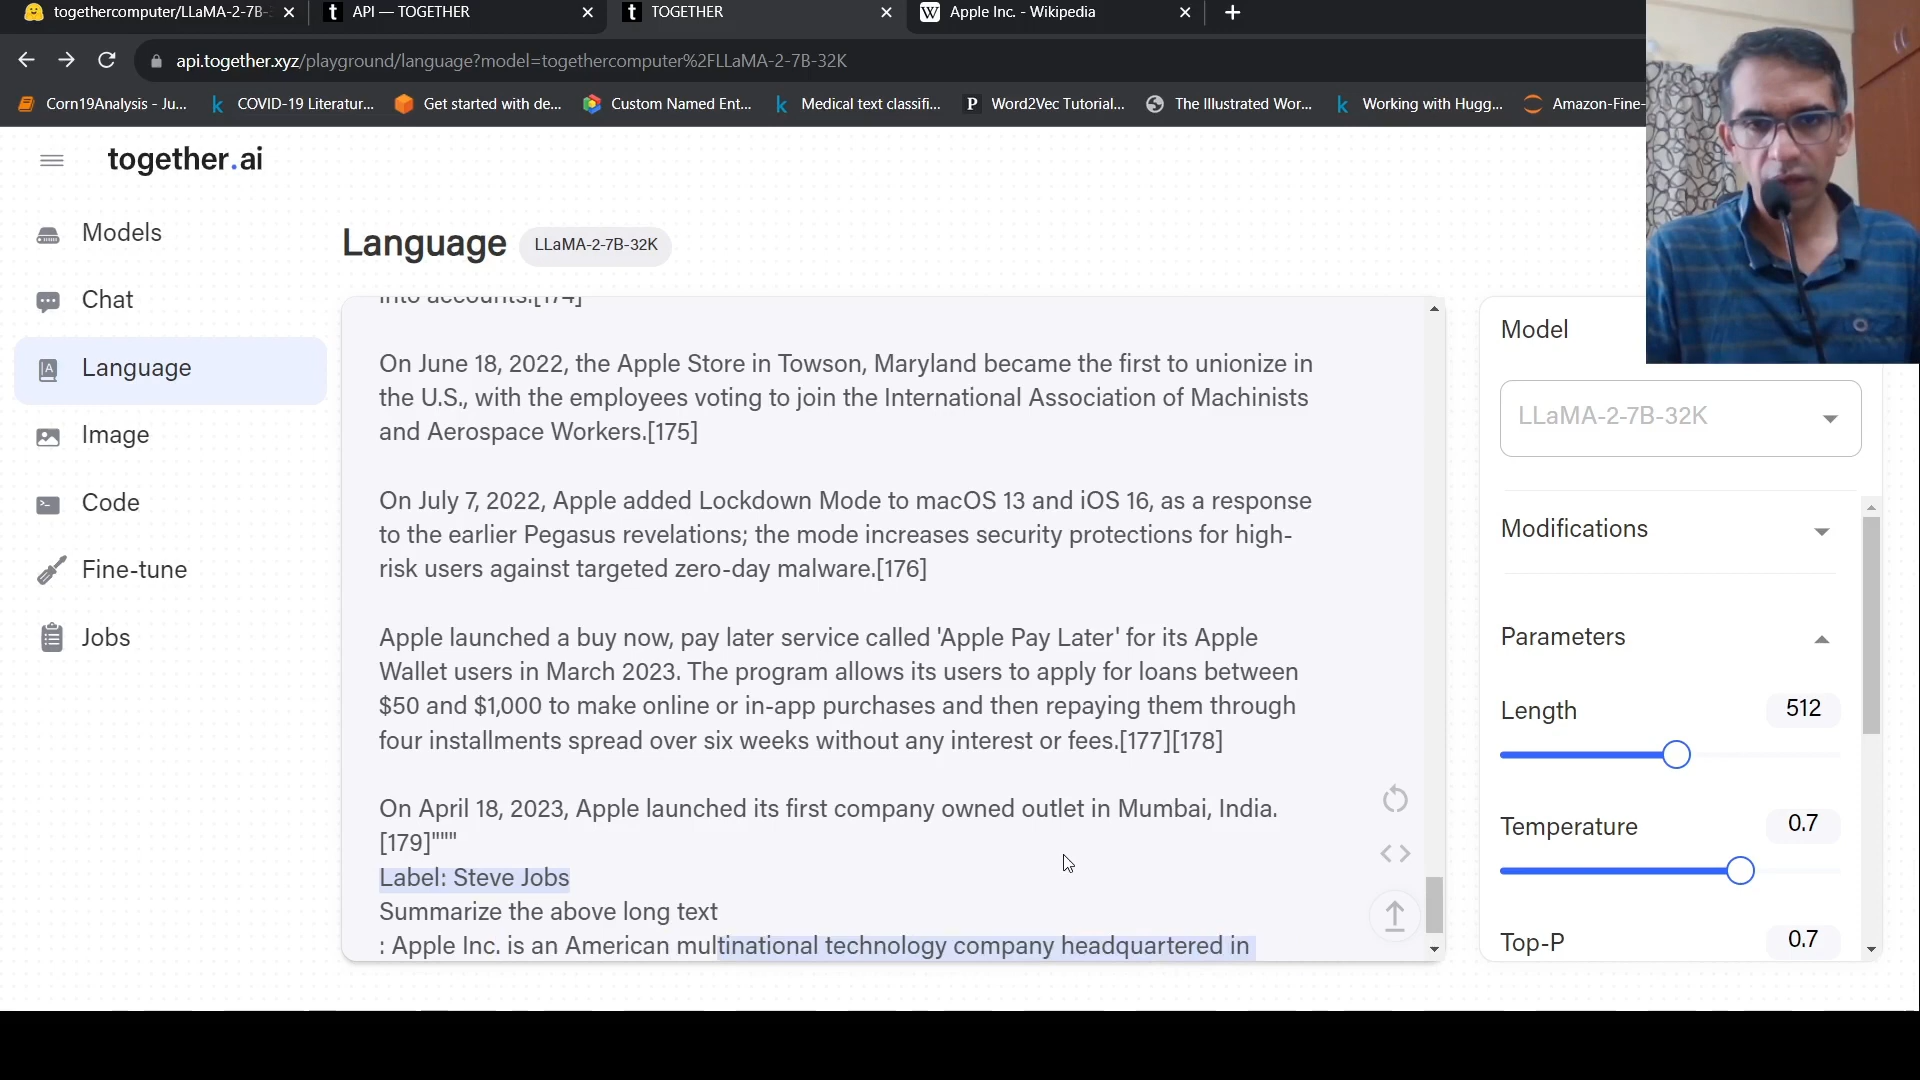 togethercomputer/LLaMA-2-7B-
API — TOGETHER
TOGETHER
W Apple Inc. - Wikipedia
api.together.xyz/playground/language?model=togethercomputer%2FLLaMA-2-7B-32K
Corn19Analysis - Ju...
COVID-19 Literatur...
Get started with de...
Custom Named Ent...
Medical text classifi...
Word2Vec Tutorial...
The Illustrated Wor...
Working with Hugg...
Amazon-Fine-
together.ai
Models
Chat
Language
Image
Code
Fine-tune
Jobs
Language LLaMA-2-7B-32K
into accounts.[174]
On June 18, 2022, the Apple Store in Towson, Maryland became the first to unionize in
the U.S., with the employees voting to join the International Association of Machinists
and Aerospace Workers.[175]
On July 7, 2022, Apple added Lockdown Mode to macOS 13 and iOS 16, as a response
to the earlier Pegasus revelations; the mode increases security protections for high-
risk users against targeted zero-day malware.[176]
Apple launched a buy now, pay later service called 'Apple Pay Later' for its Apple
Wallet users in March 2023. The program allows its users to apply for loans between
$50 and $1,000 to make online or in-app purchases and then repaying them through
four installments spread over six weeks without any interest or fees.[177][178]
On April 18, 2023, Apple launched its first company owned outlet in Mumbai, India.
[179]"""
Label: Steve Jobs
Summarize the above long text
: Apple Inc. is an American multinational technology company headquartered in
Model
LLaMA-2-7B-32K
Modifications
Parameters
Length 512
Temperature 0.7
Top-P 0.7